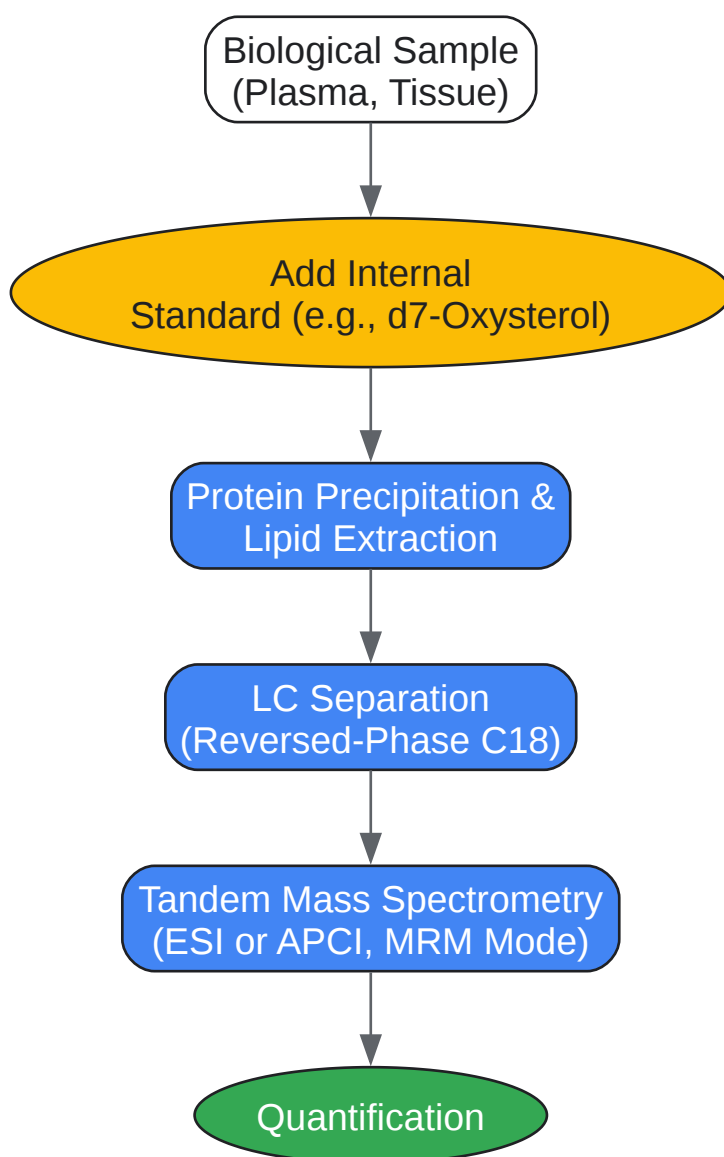 Biological Sample
(Plasma, Tissue)
Add Internal
Standard (e.g., d7-Oxysterol)
Protein Precipitation &
Lipid Extraction
LC Separation
(Reversed-Phase C18)
Tandem Mass Spectrometry
(ESI or APCI, MRM Mode)
Quantification